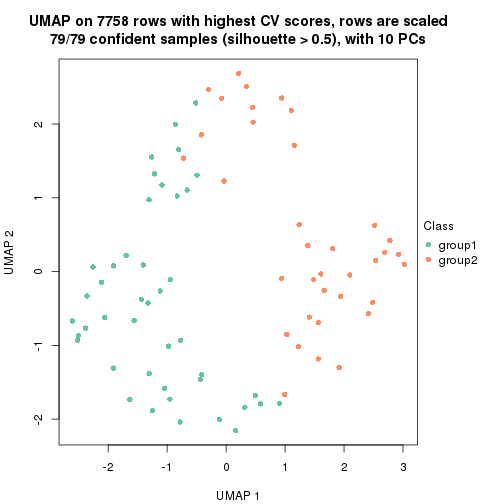 UMAP on 7758 rows with highest CV scores, rows are scaled
79/79 confident samples (silhouette > 0.5), with 10 PCs
2
1
0
-1
-2
UMAP 2
-2
-1
0
1
2
3
UMAP 1
Class
group1
group2